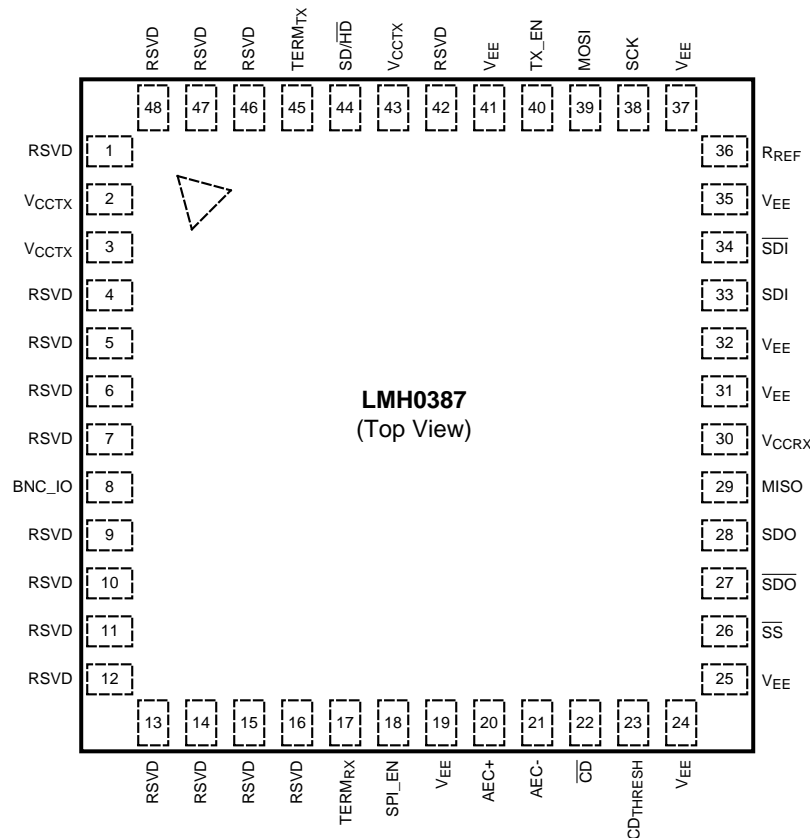 RSVD RSVD RSVD TERMTX SD/H̅D̅ VCCTX RSVD VEE TX_EN MOSI SCK VEE
48 47 46 45 44 43 42 41 40 39 38 37
RSVD 1 36 RREF
VCCTX 2 35 VEE
VCCTX 3 34 S̅D̅I̅
RSVD 4 33 SDI
RSVD 5 32 VEE
RSVD 6 31 VEE
LMH0387
(Top View)
RSVD 7 30 VCCRX
BNC_IO 8 29 MISO
RSVD 9 28 SDO
RSVD 10 27 S̅D̅O̅
RSVD 11 26 S̅S̅
RSVD 12 25 VEE
13 14 15 16 17 18 19 20 21 22 23 24
RSVD RSVD RSVD RSVD TERMRX SPI_EN VEE AEC+ AEC- C̅D̅ CDTHRESH VEE